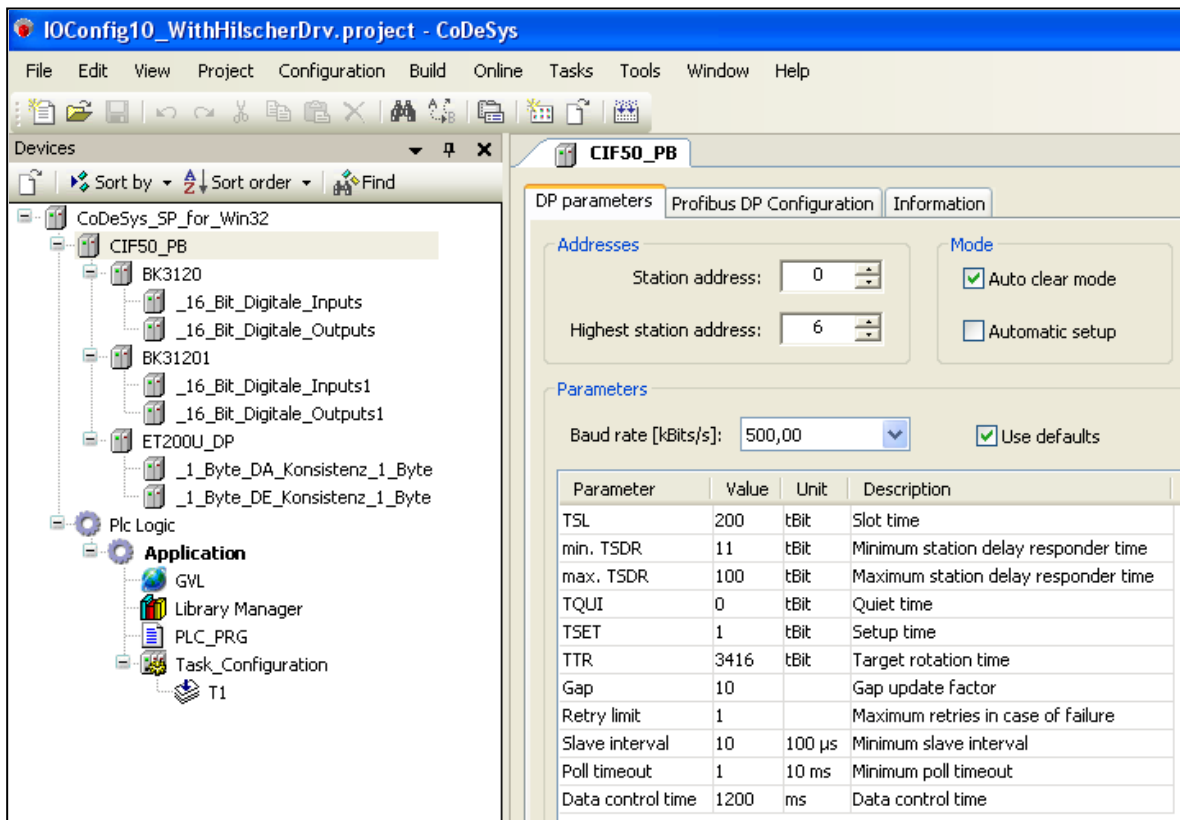 IOConfig10_WithHilscherDrv.project - CoDeSys
File Edit View Project Configuration Build Online Tasks Tools Window Help
Devices
Sort by Sort order Find
CoDeSys_SP_for_Win32
CIF50_PB
BK3120
_16_Bit_Digitale_Inputs
_16_Bit_Digitale_Outputs
BK31201
_16_Bit_Digitale_Inputs1
_16_Bit_Digitale_Outputs1
ET200U_DP
_1_Byte_DA_Konsistenz_1_Byte
_1_Byte_DE_Konsistenz_1_Byte
Plc Logic
Application
GVL
Library Manager
PLC_PRG
Task_Configuration
T1
CIF50_PB
DP parameters Profibus DP Configuration Information
Addresses
Station address: 0
Highest station address: 6
Mode
Auto clear mode
Automatic setup
Parameters
Baud rate [kBits/s]: 500,00 Use defaults
Parameter Value Unit Description
TSL 200 tBit Slot time
min. TSDR 11 tBit Minimum station delay responder time
max. TSDR 100 tBit Maximum station delay responder time
TQUI 0 tBit Quiet time
TSET 1 tBit Setup time
TTR 3416 tBit Target rotation time
Gap 10 Gap update factor
Retry limit 1 Maximum retries in case of failure
Slave interval 10 100 µs Minimum slave interval
Poll timeout 1 10 ms Minimum poll timeout
Data control time 1200 ms Data control time